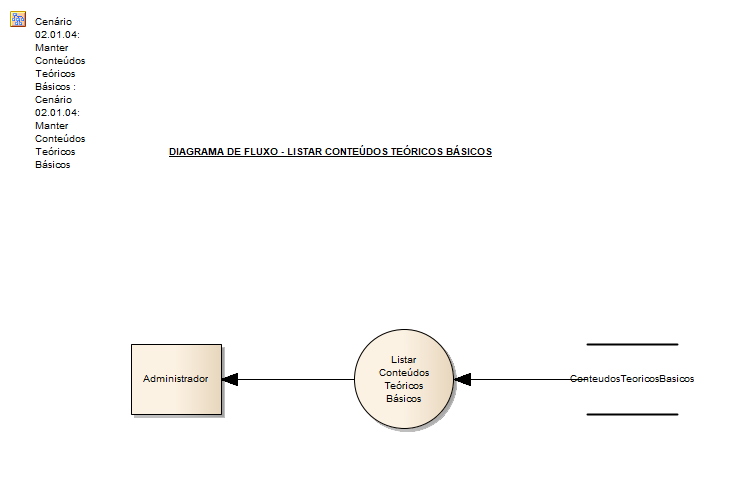 Cenário
02.01.04:
Manter
Conteúdos
Teóricos
Básicos :
Cenário
02.01.04:
Manter
Conteúdos
Teóricos
Básicos
DIAGRAMA DE FLUXO - LISTAR CONTEÚDOS TEÓRICOS BÁSICOS
Administrador
Listar
Conteúdos
Teóricos
Básicos
ConteudosTeoricosBasicos